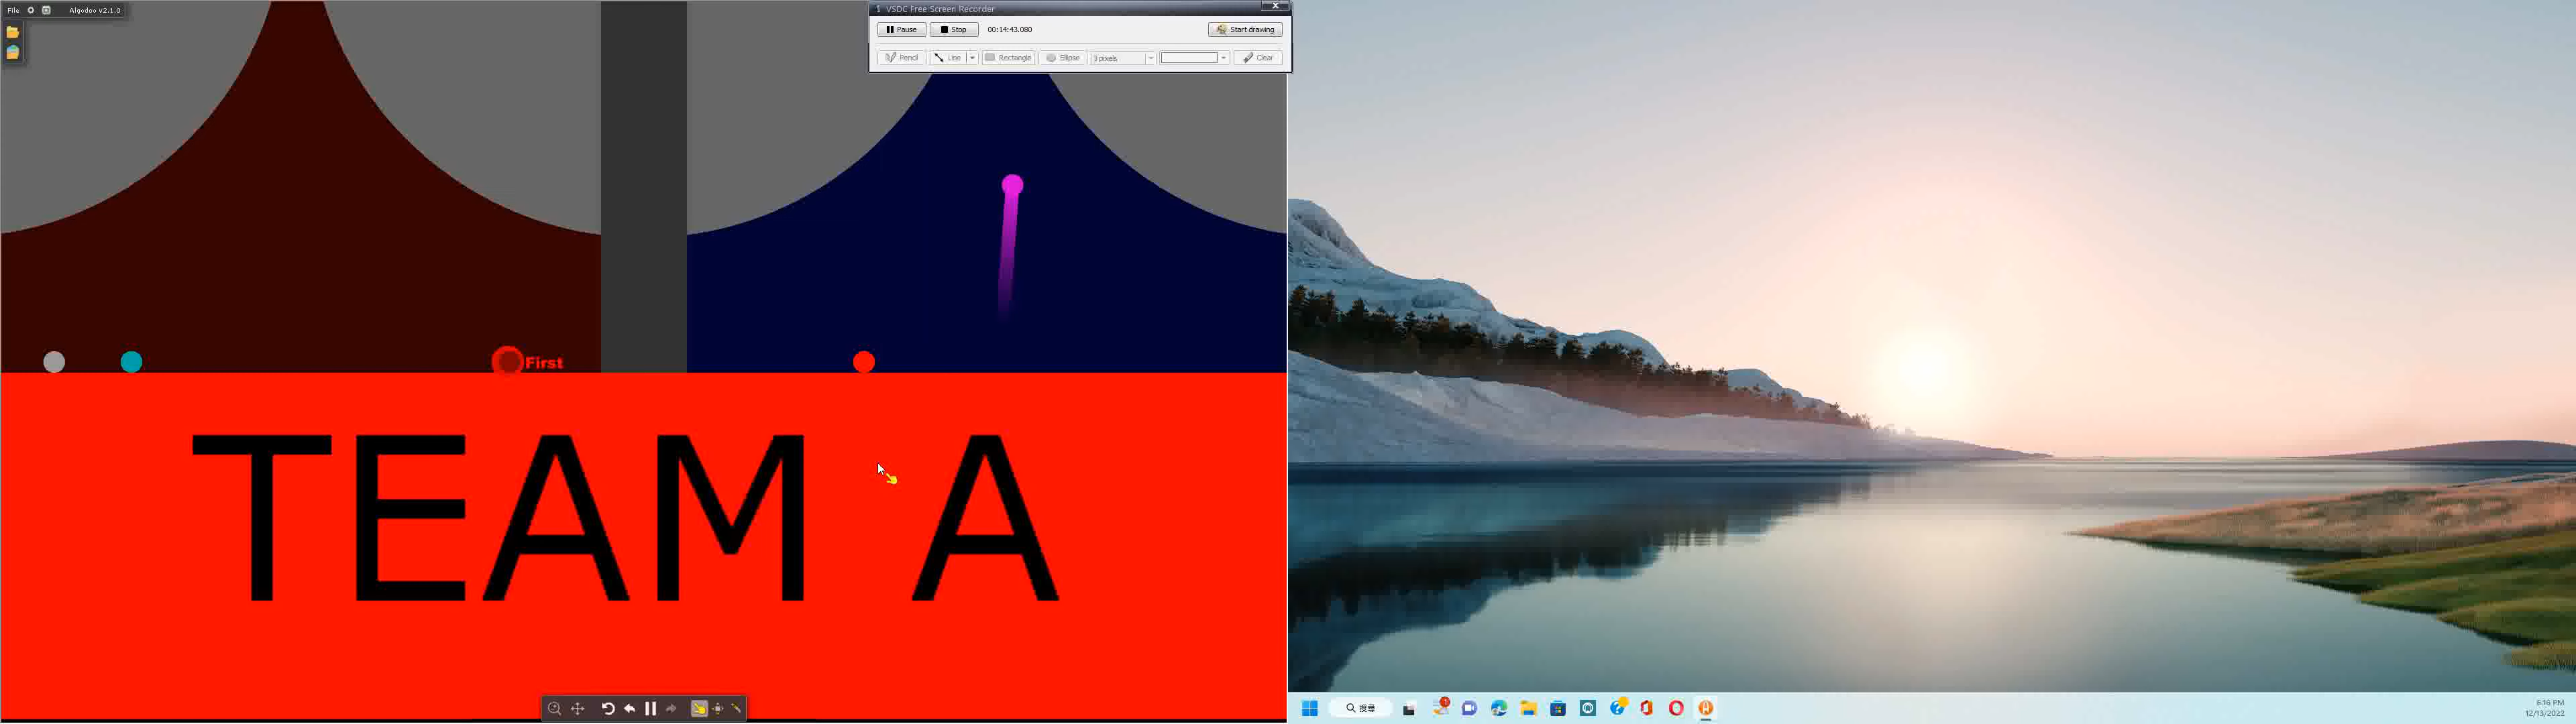 File Algodoo v2.1.0
VSDC Free Screen Recorder
Pause Stop 00:14:43.080 Start drawing
Pencil Line Rectangle Ellipse 3 pixels Clear
First
TEAM A
搜尋
1
6:16 PM
12/13/2022